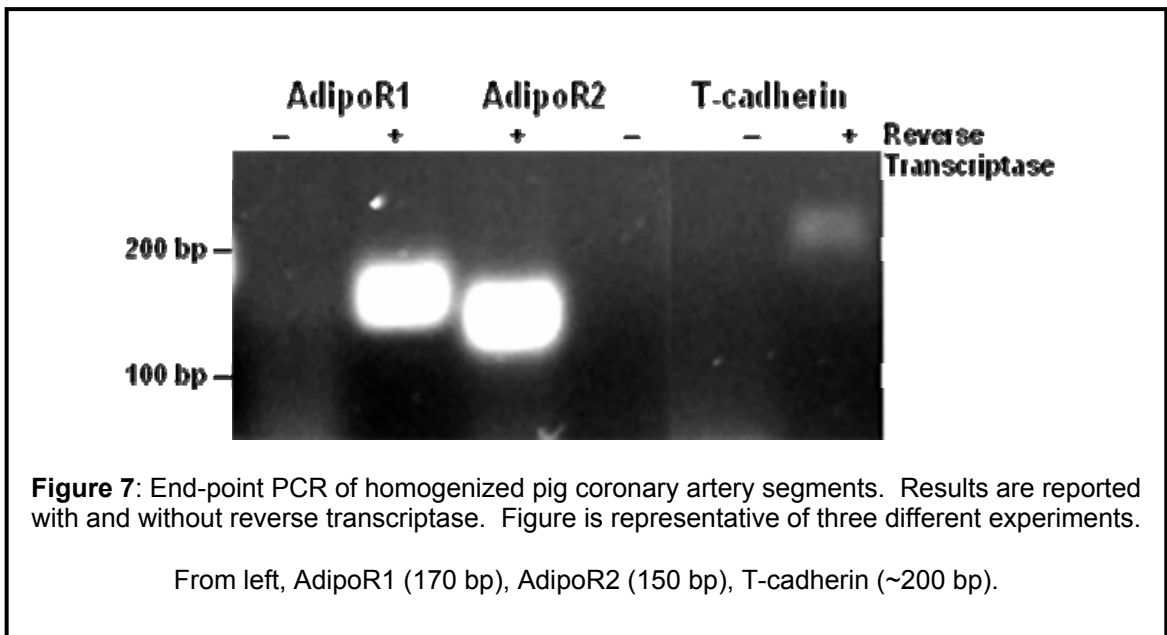 AdipoR1 AdipoR2 T-cadherin
– + + – – + Reverse
Transcriptase
200 bp
100 bp
Figure 7: End-point PCR of homogenized pig coronary artery segments. Results are reported
with and without reverse transcriptase. Figure is representative of three different experiments.
From left, AdipoR1 (170 bp), AdipoR2 (150 bp), T-cadherin (~200 bp).